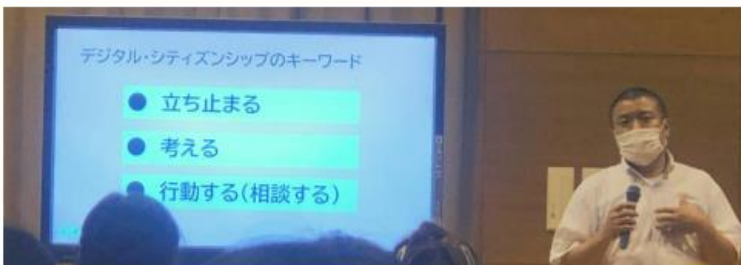 デジタル・シティズンシップのキーワード
● 立ち止まる
● 考える
● 行動する(相談する)